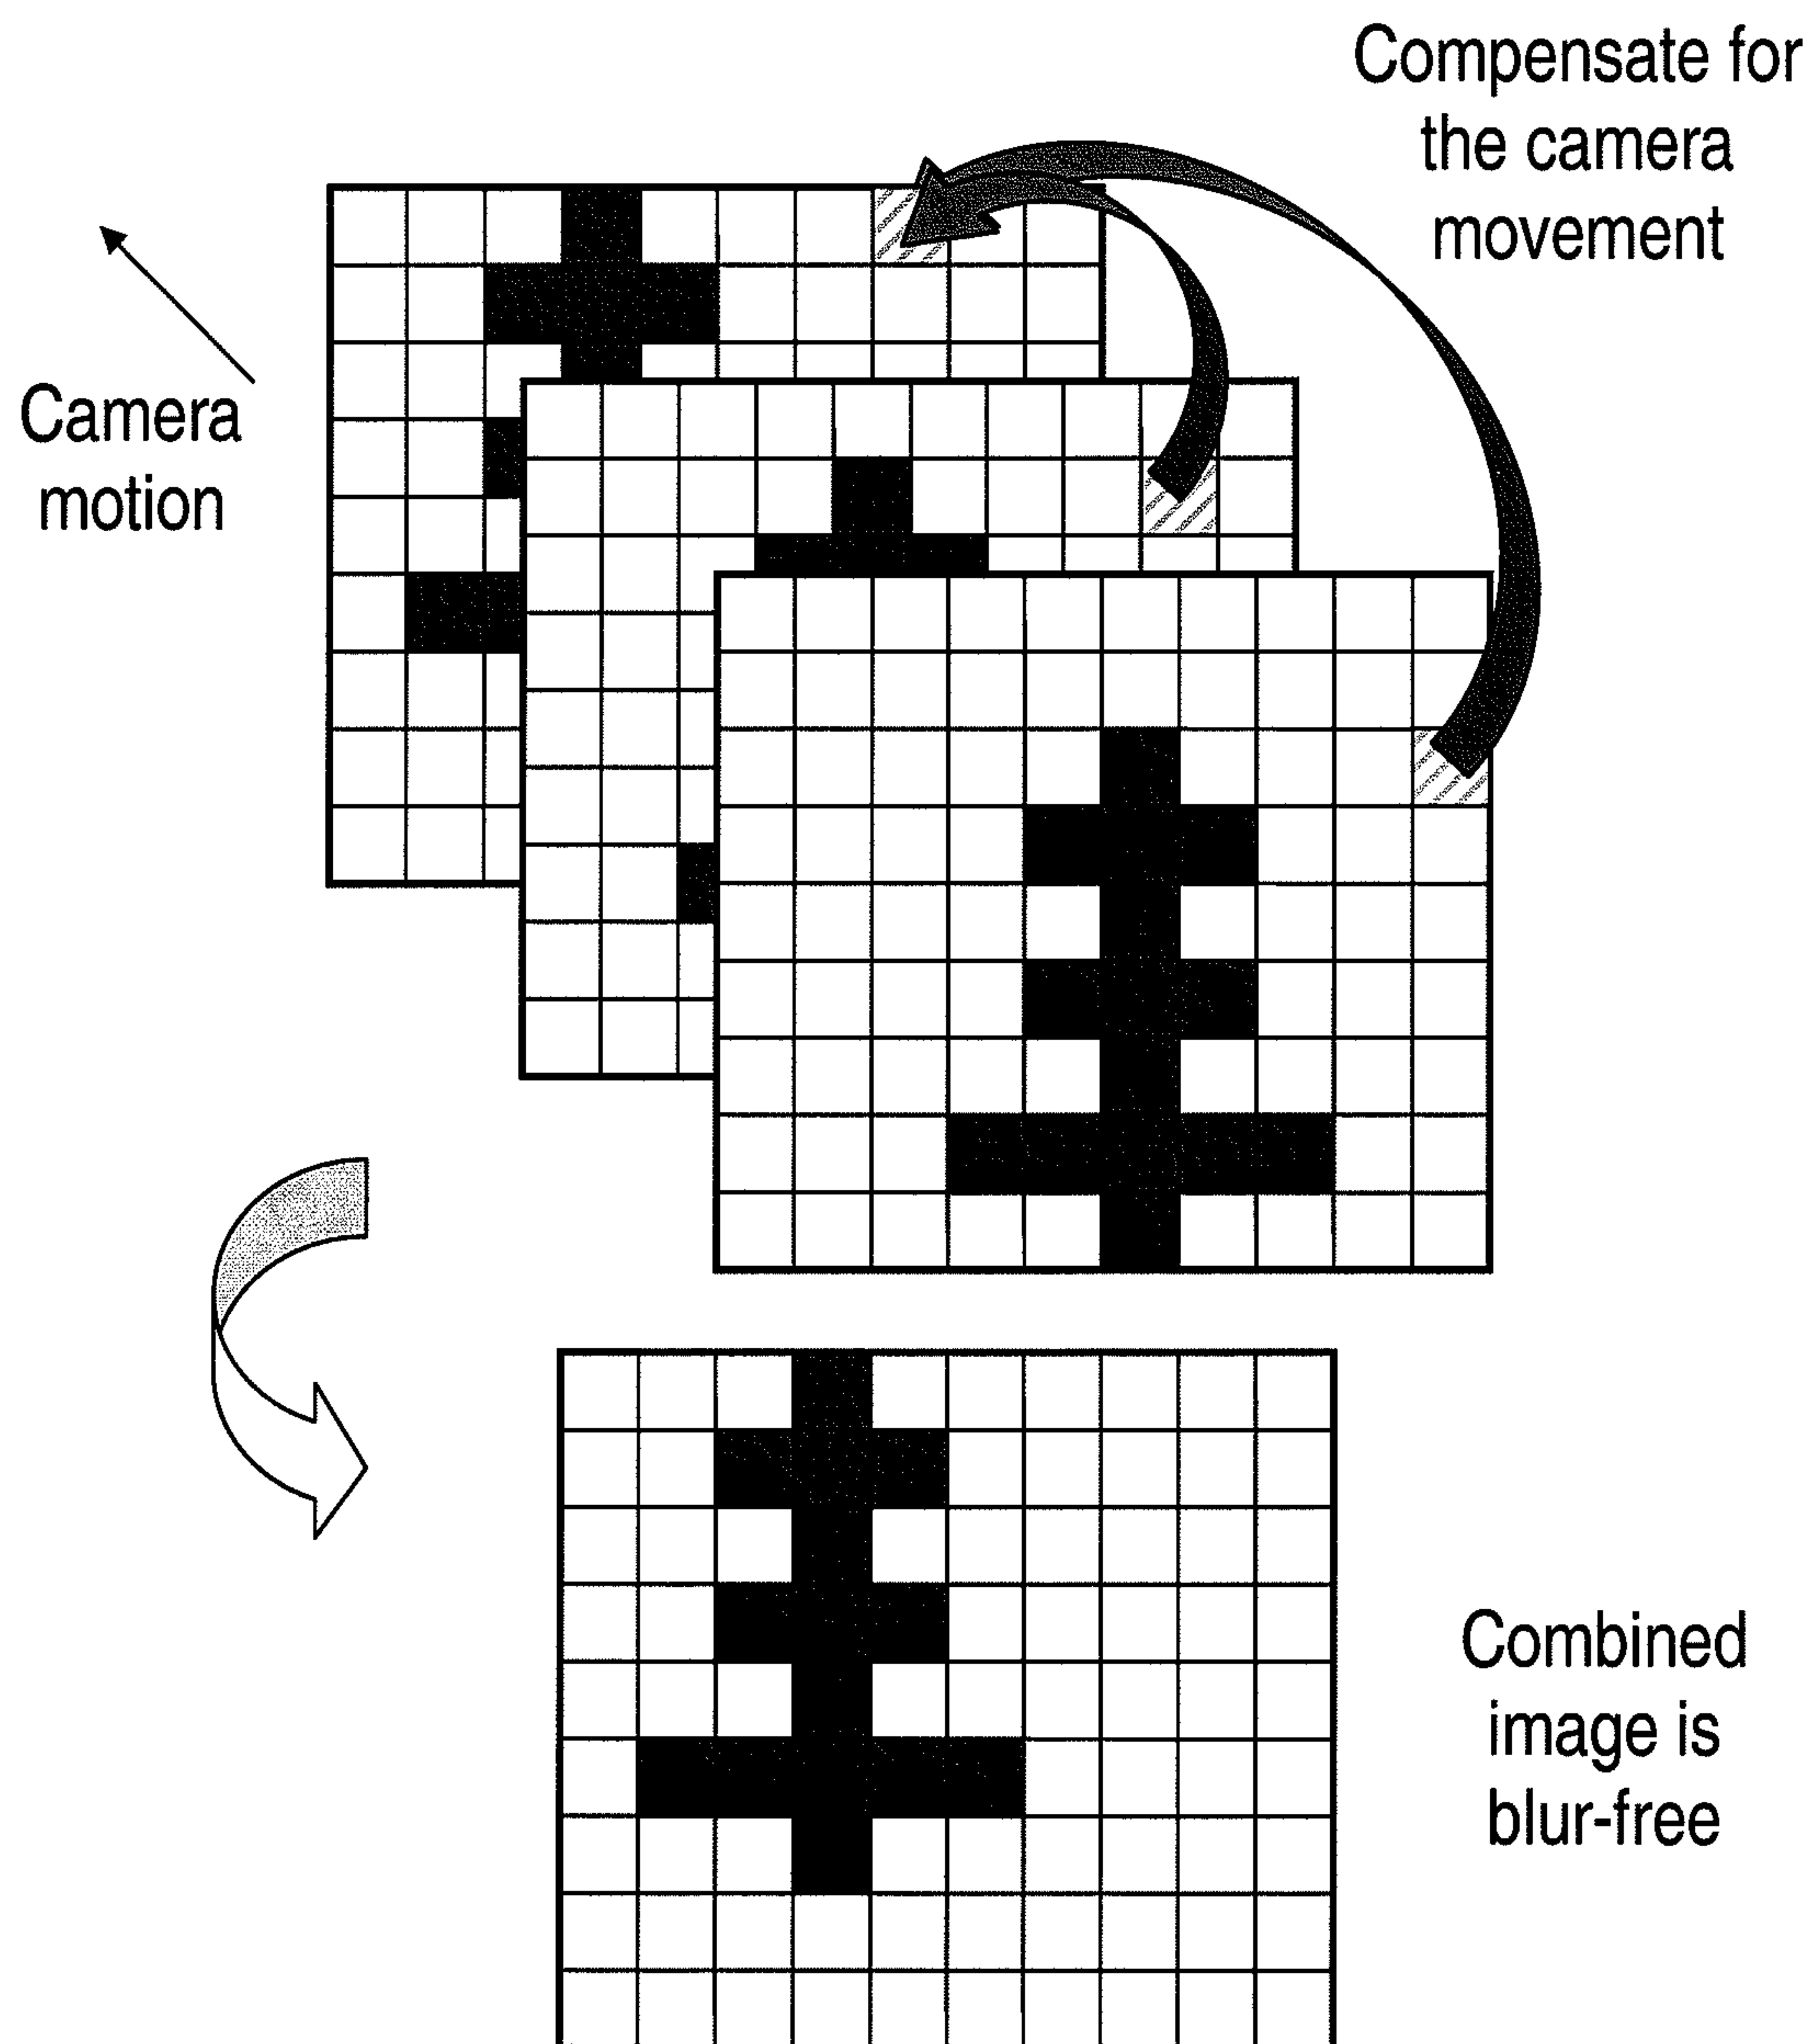 Compensate for
the camera
movement
Camera
motion
Combined
image is
blur-free